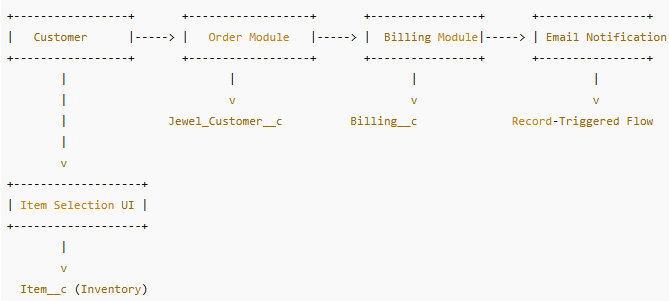 +----------------+       +-----------------+       +---------------+       +---------------+
|   Customer      |-----> |  Order Module   |-----> |  Billing Module|-----> | Email Notification
+----------------+       +-----------------+       +---------------+       +---------------+
        |                        |                          |                          |
        |                        v                          v                          v
        |               Jewel_Customer__c          Billing__c              Record-Triggered Flow
        |
        v
+-------------------+
| Item Selection UI |
+-------------------+
        |
        v
  Item__c (Inventory)